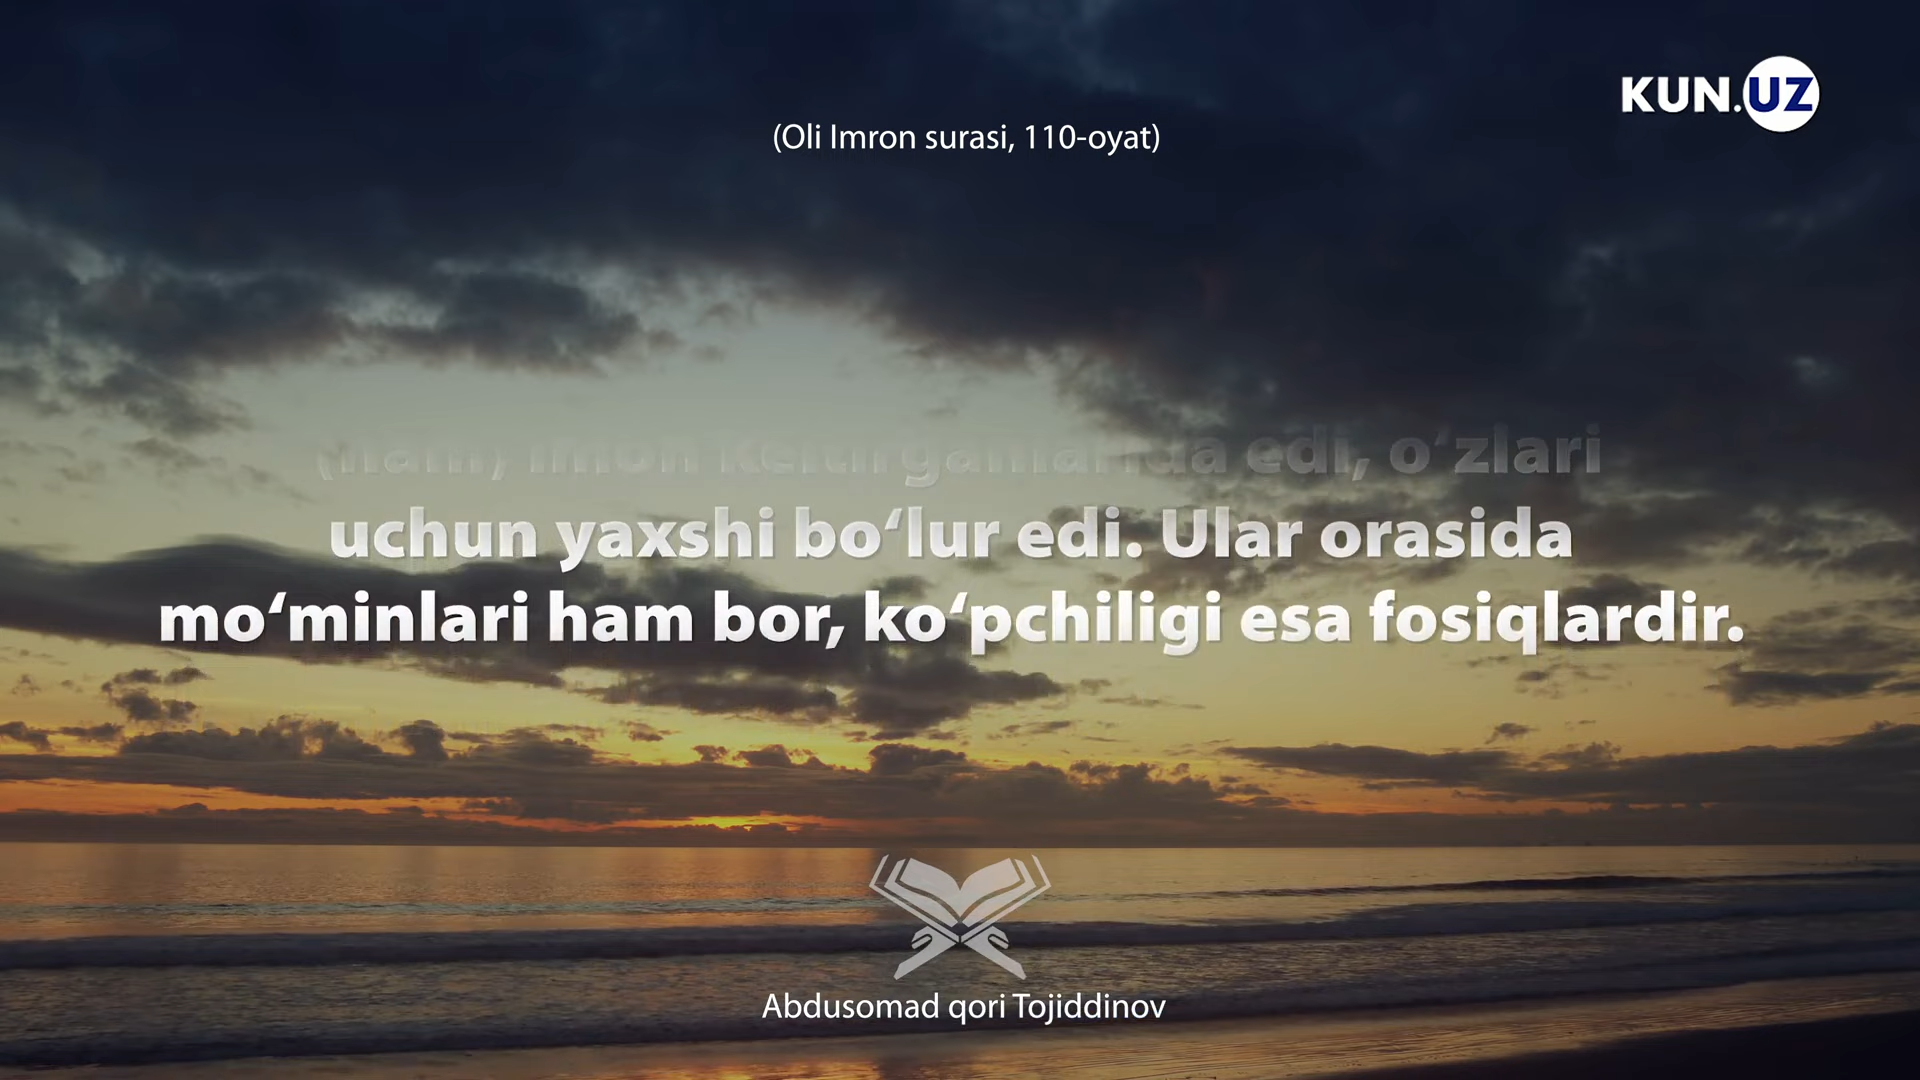 KUN.UZ
(Oli Imron surasi, 110-oyat)
(ham) imon keltirganlarida edi, o‘zlari
uchun yaxshi bo‘lur edi. Ular orasida
mo‘minlari ham bor, ko‘pchiligi esa fosiqlardir.
Abdusomad qori Tojiddinov